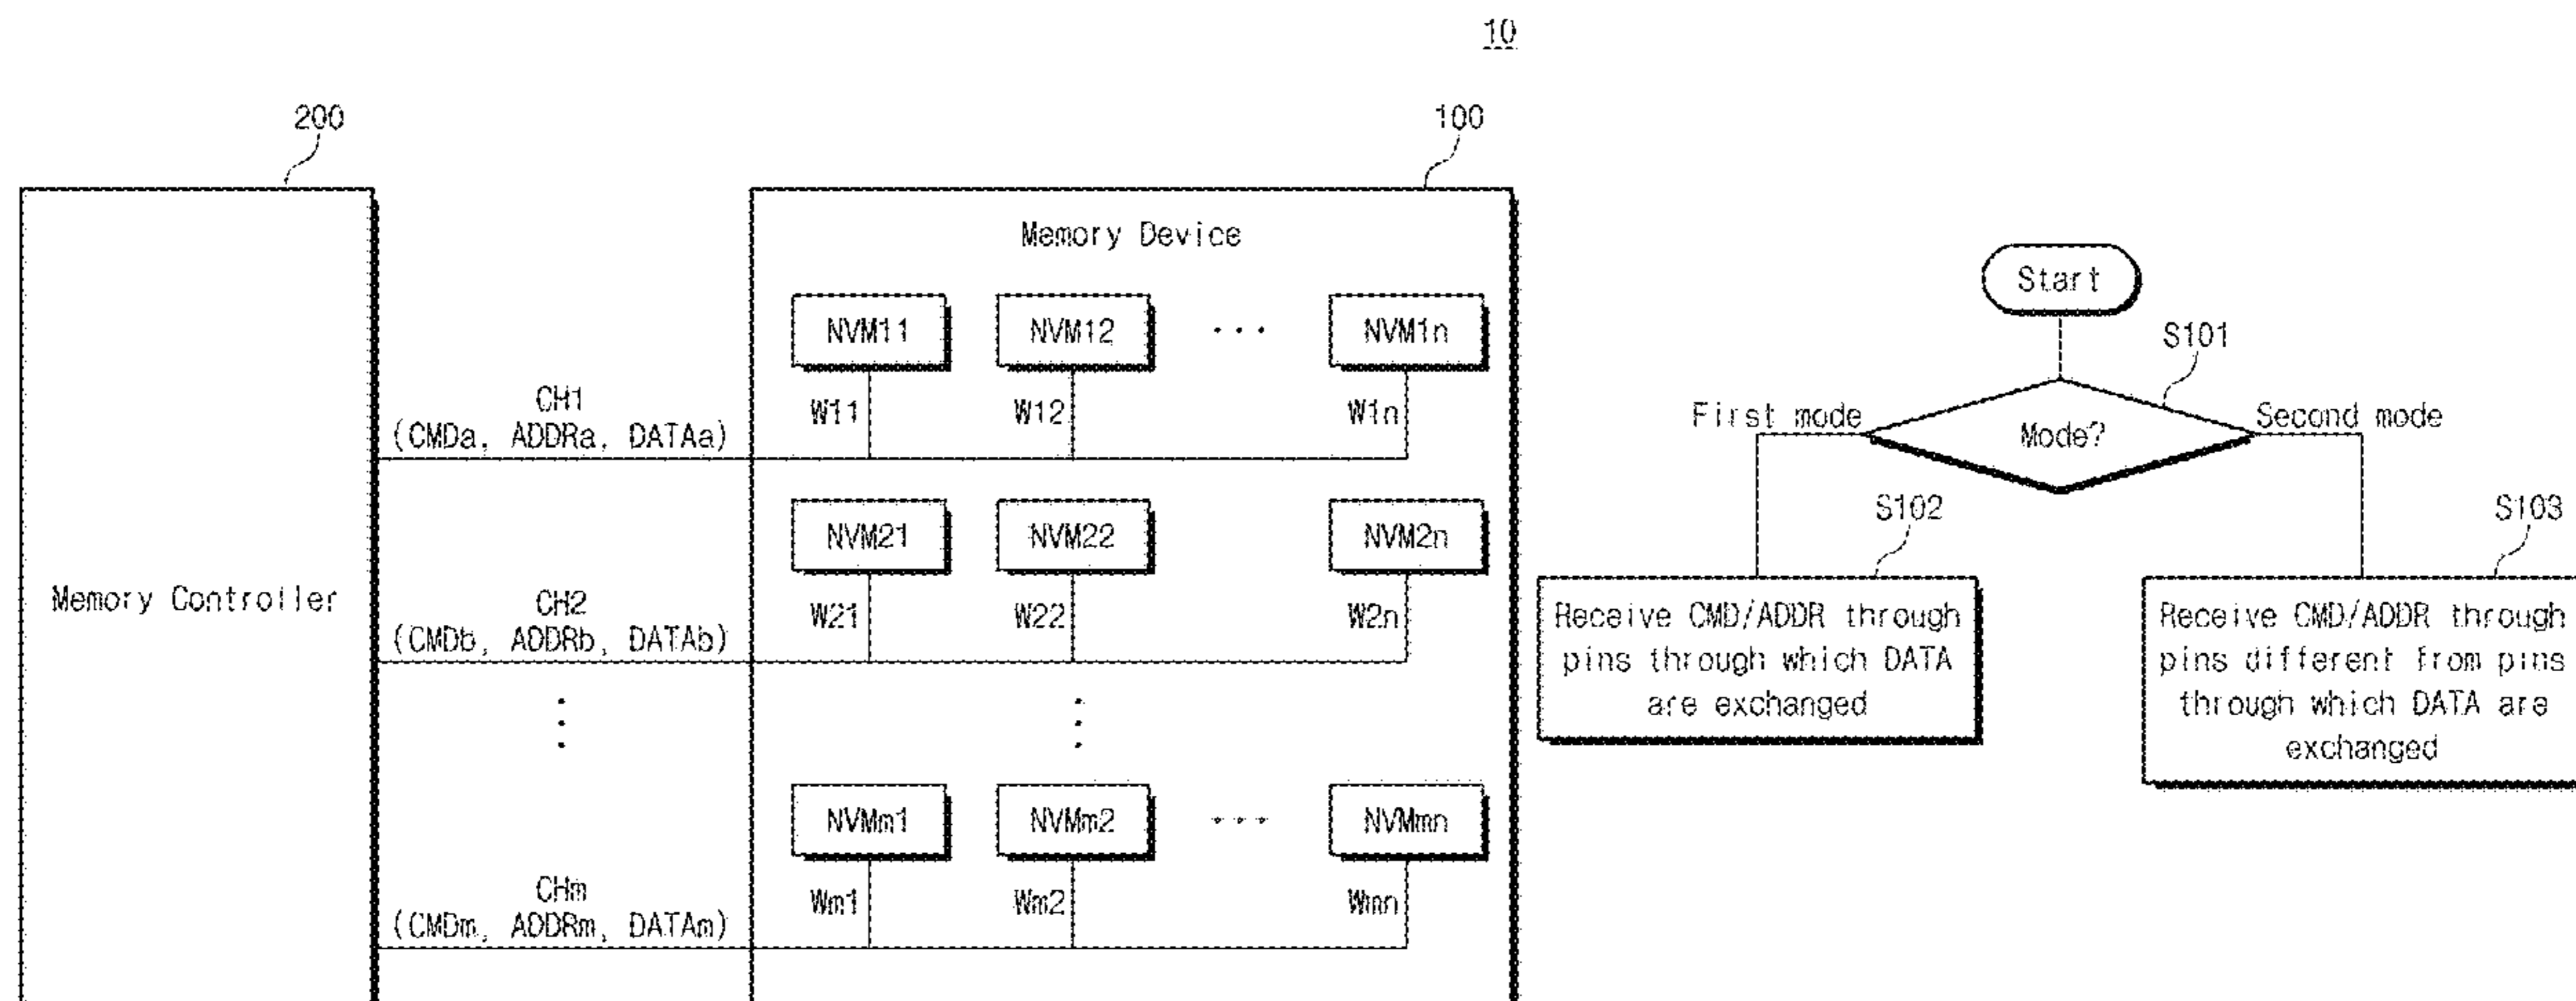 10
200
100
Memory Controller
Memory Device
NVM11
NVM12
...
NVM1n
CH1
(CMDa, ADDRa, DATAa)
W11
W12
W1n
NVM21
NVM22
NVM2n
CH2
(CMDb, ADDRb, DATAb)
W21
W22
W2n
NVMm1
NVMm2
...
NVMmn
CHm
(CMDm, ADDRm, DATAm)
Wm1
Wm2
Wmn
Start
S101
First mode
Mode?
Second mode
S102
Receive CMD/ADDR through
pins through which DATA
are exchanged
S103
Receive CMD/ADDR through
pins different from pins
through which DATA are
exchanged